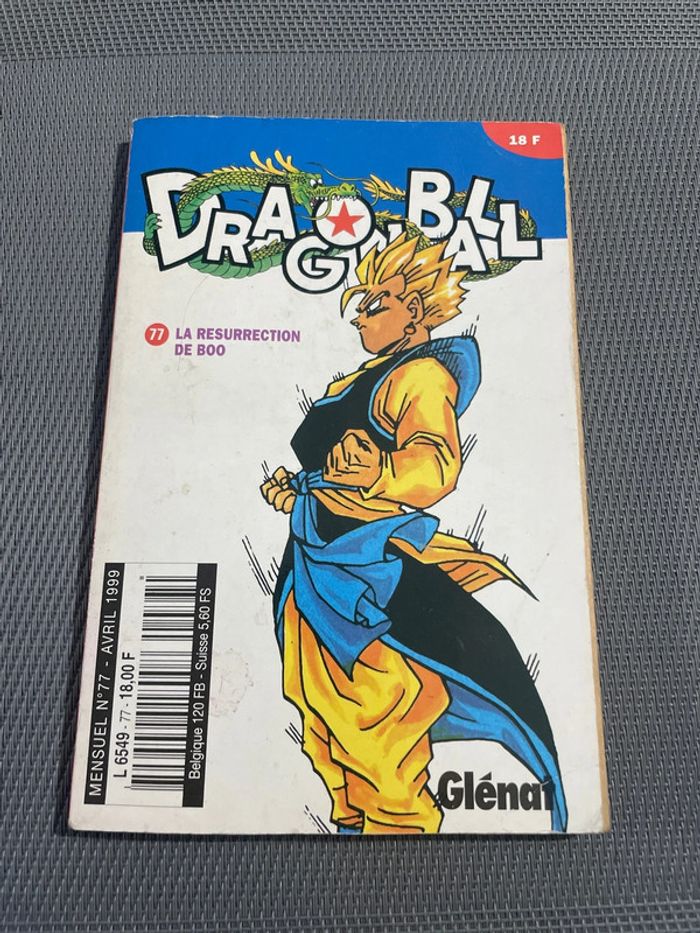 18 F
DRAGON BALL
77 LA RESURRECTION
DE BOO
MENSUEL N°77 - AVRIL 1999
L 6549 - 77 - 18,00 F
Belgique 120 FB - Suisse 5,60 FS
Glénat